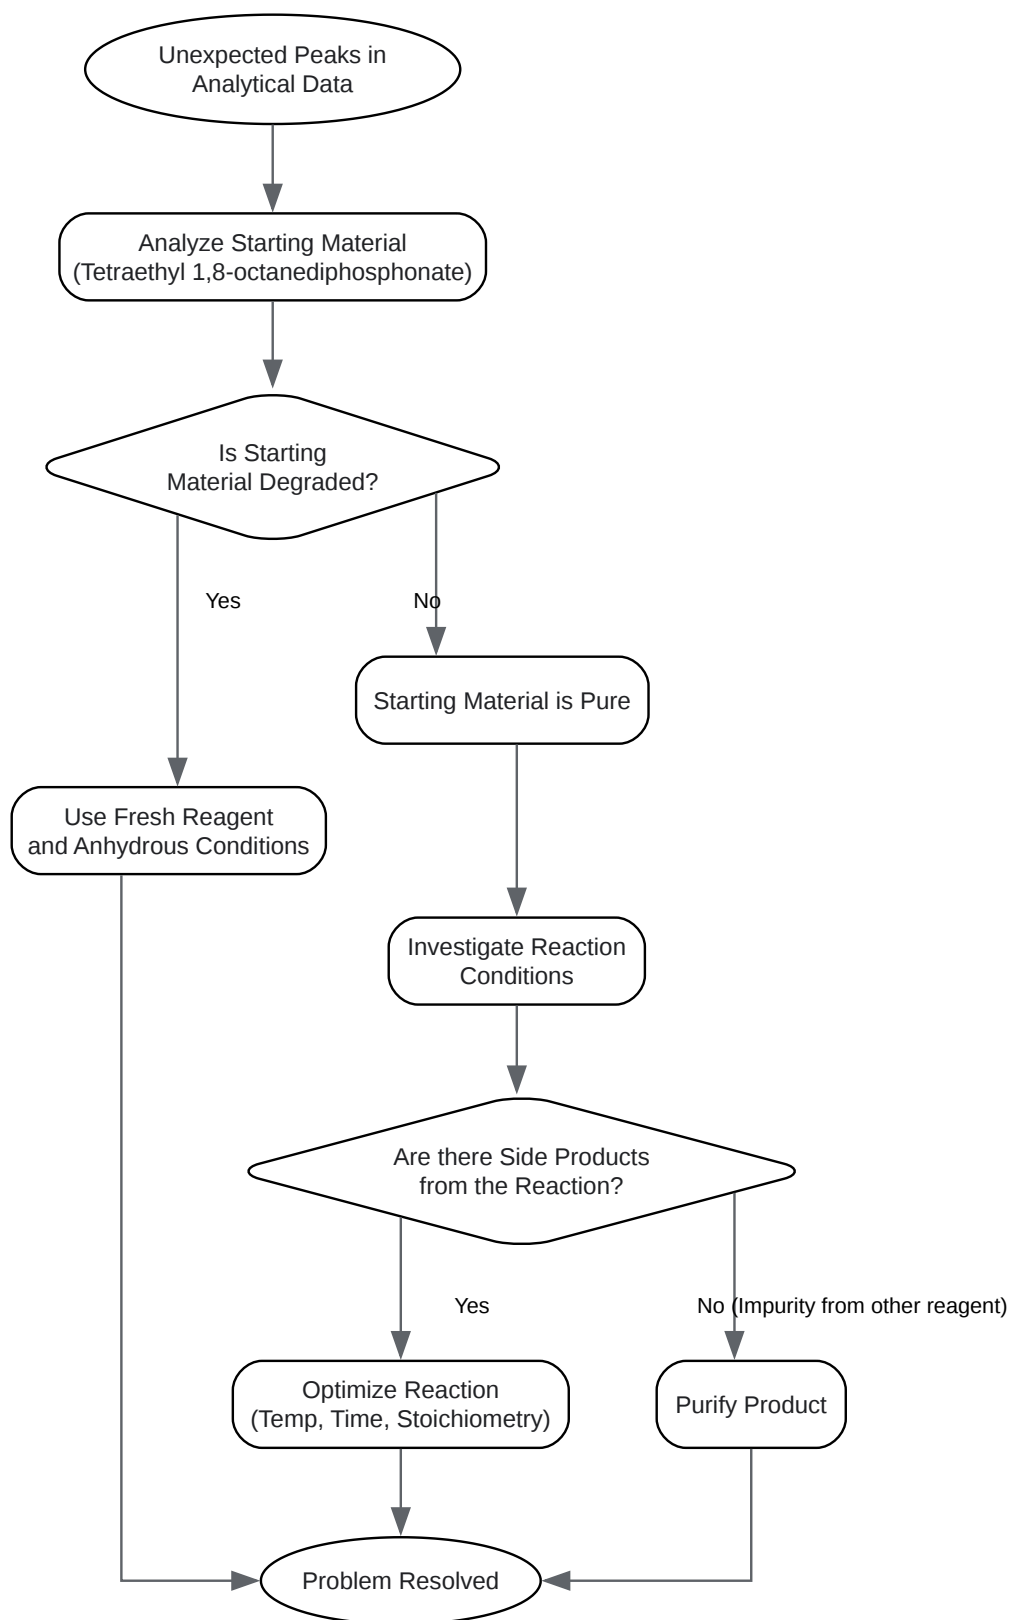 Unexpected Peaks in
Analytical Data
Analyze Starting Material
(Tetraethyl 1,8-octanediphosphonate)
Is Starting
Material Degraded?
Yes
No
Starting Material is Pure
Use Fresh Reagent
and Anhydrous Conditions
Investigate Reaction
Conditions
Are there Side Products
from the Reaction?
Yes
No (Impurity from other reagent)
Optimize Reaction
(Temp, Time, Stoichiometry)
Purify Product
Problem Resolved